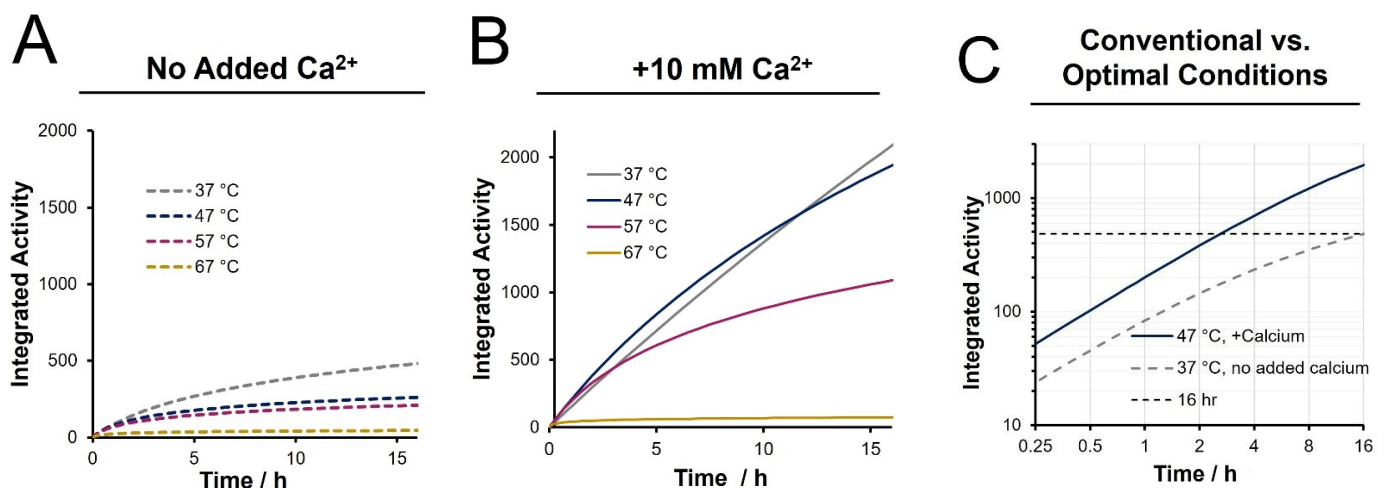 A
No Added Ca²⁺
Integrated Activity
2000
1500
1000
500
0
37 °C
47 °C
57 °C
67 °C
0
5
10
15
Time / h
B
+10 mM Ca²⁺
Integrated Activity
2000
1500
1000
500
0
37 °C
47 °C
57 °C
67 °C
0
5
10
15
Time / h
C
Conventional vs.
Optimal Conditions
Integrated Activity
1000
100
10
47 °C, +Calcium
37 °C, no added calcium
16 hr
0.25
0.5
1
2
4
8
16
Time / h